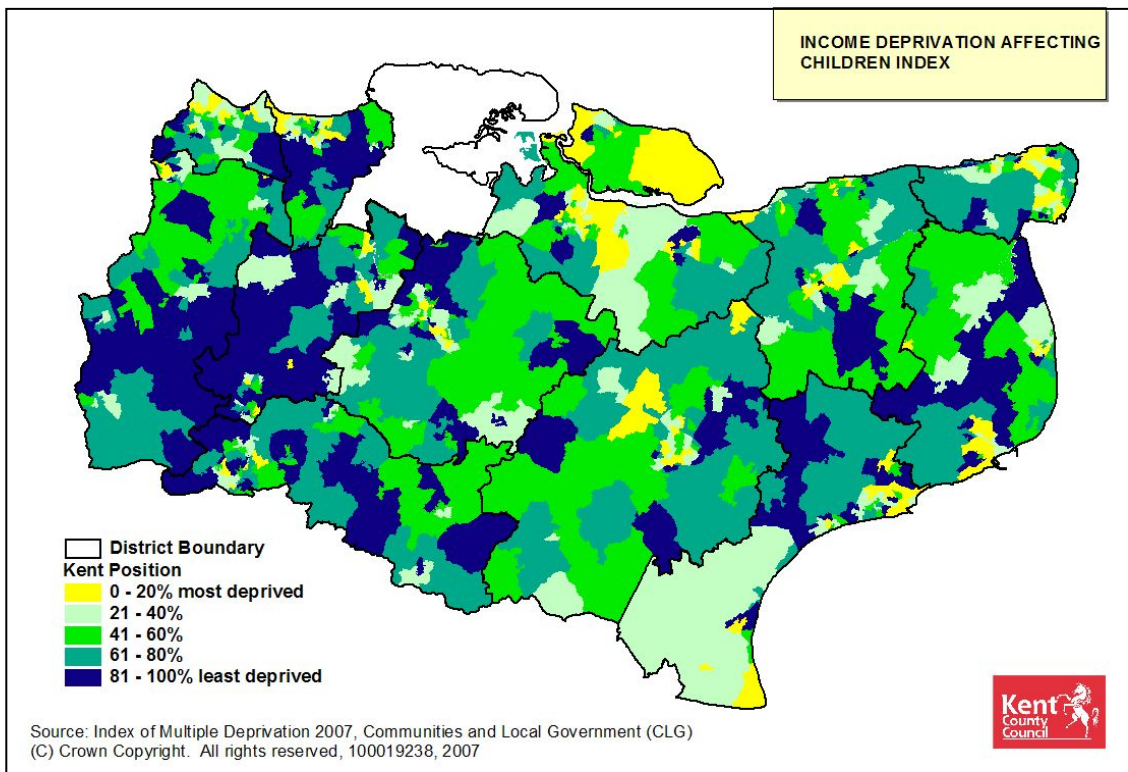 INCOME DEPRIVATION AFFECTING
CHILDREN INDEX
District Boundary
Kent Position
0 - 20% most deprived
21 - 40%
41 - 60%
61 - 80%
81 - 100% least deprived
Source: Index of Multiple Deprivation 2007, Communities and Local Government (CLG)
(C) Crown Copyright. All rights reserved, 100019238, 2007
Kent
County
Council